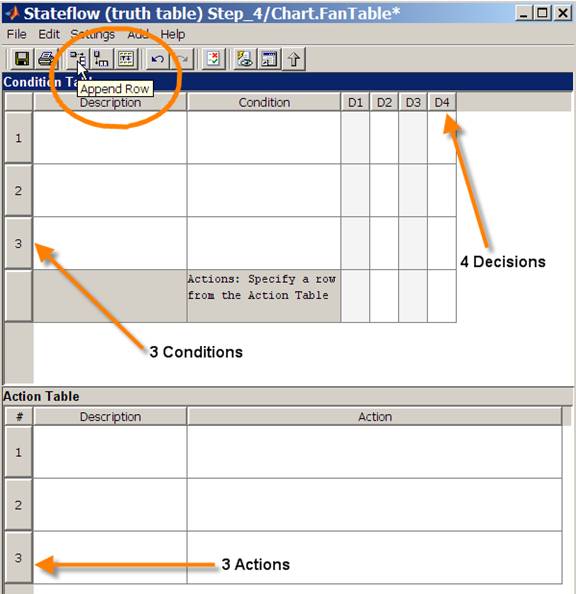 Stateflow (truth table) Step_4/Chart.FanTable*
File Edit Settings Add Help
Append Row
Condition Ta
Description Condition D1 D2 D3 D4
1
2
3
Actions: Specify a row
from the Action Table
4 Decisions
3 Conditions
Action Table
# Description Action
1
2
3
3 Actions